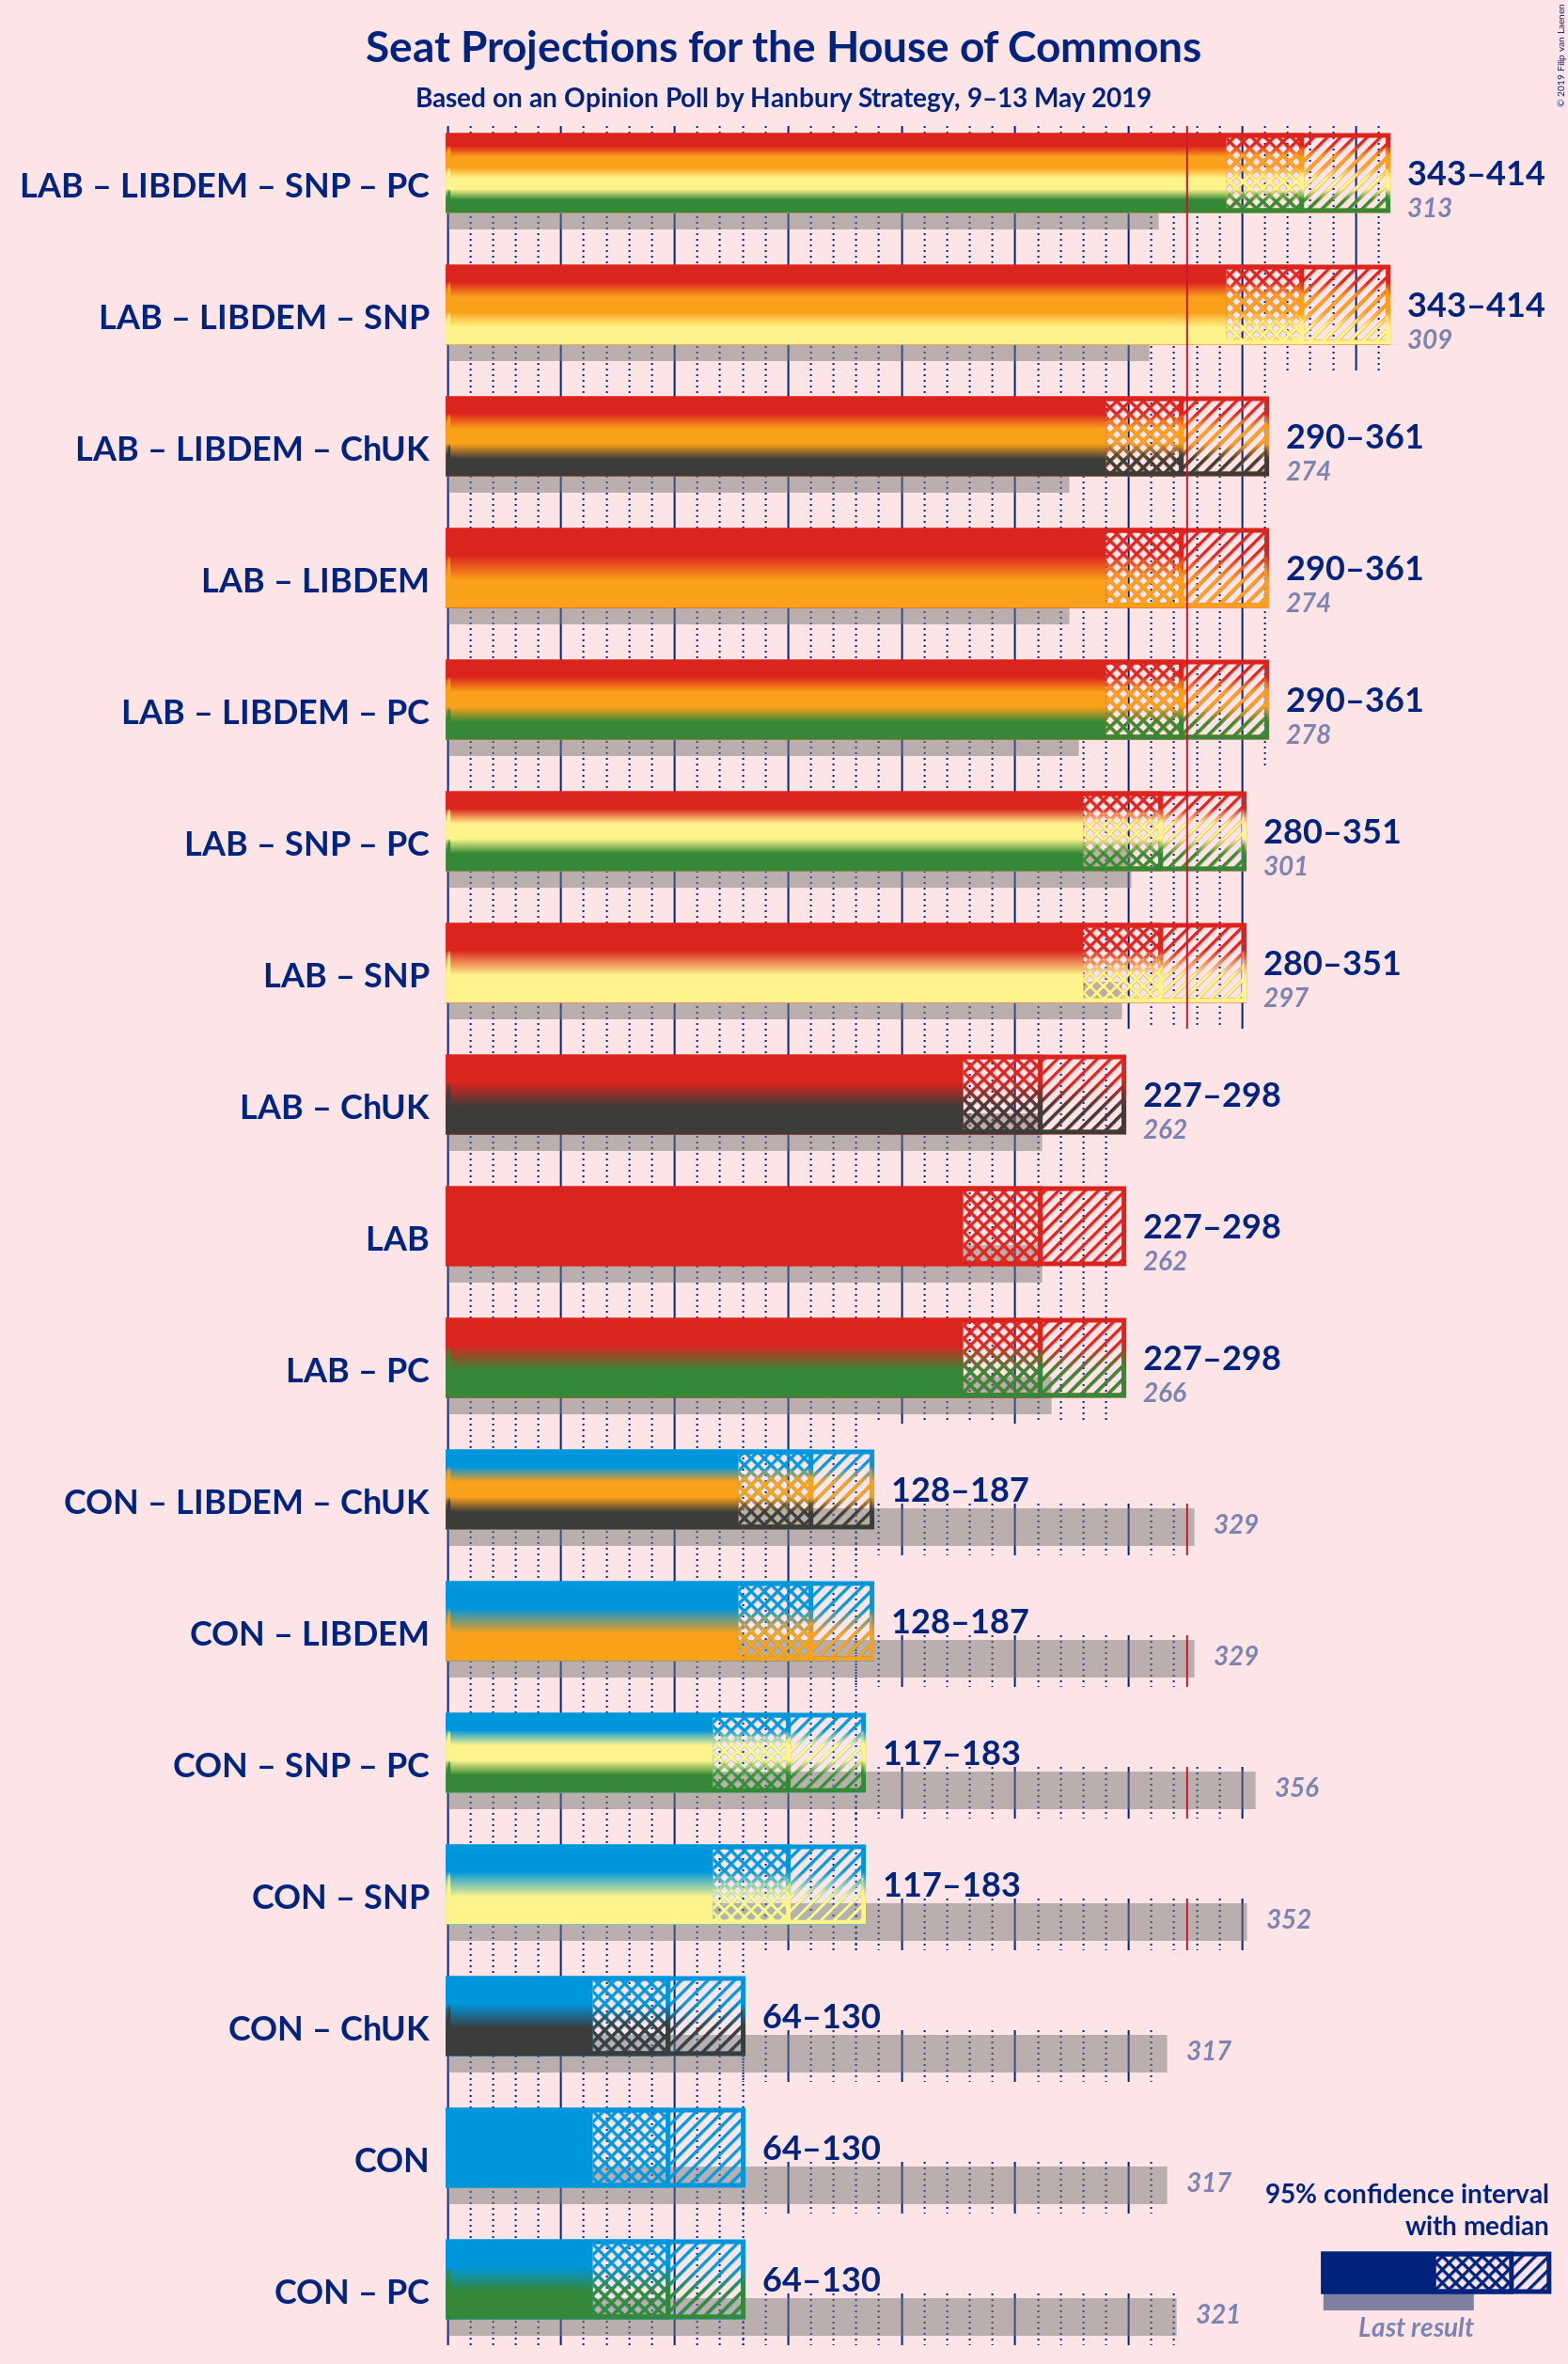 Seat Projections for the House of Commons
Based on an Opinion Poll by Hanbury Strategy, 9–13 May 2019
© 2019 Filip van Laenen
LAB – LIBDEM – SNP – PC
343–414
313
LAB – LIBDEM – SNP
343–414
309
LAB – LIBDEM – ChUK
290–361
274
LAB – LIBDEM
290–361
274
LAB – LIBDEM – PC
290–361
278
LAB – SNP – PC
280–351
301
LAB – SNP
280–351
297
LAB – ChUK
227–298
262
LAB
227–298
262
LAB – PC
227–298
266
CON – LIBDEM – ChUK
128–187
329
CON – LIBDEM
128–187
329
CON – SNP – PC
117–183
356
CON – SNP
117–183
352
CON – ChUK
64–130
317
CON
64–130
317
CON – PC
64–130
321
95% confidence interval
with median
Last result